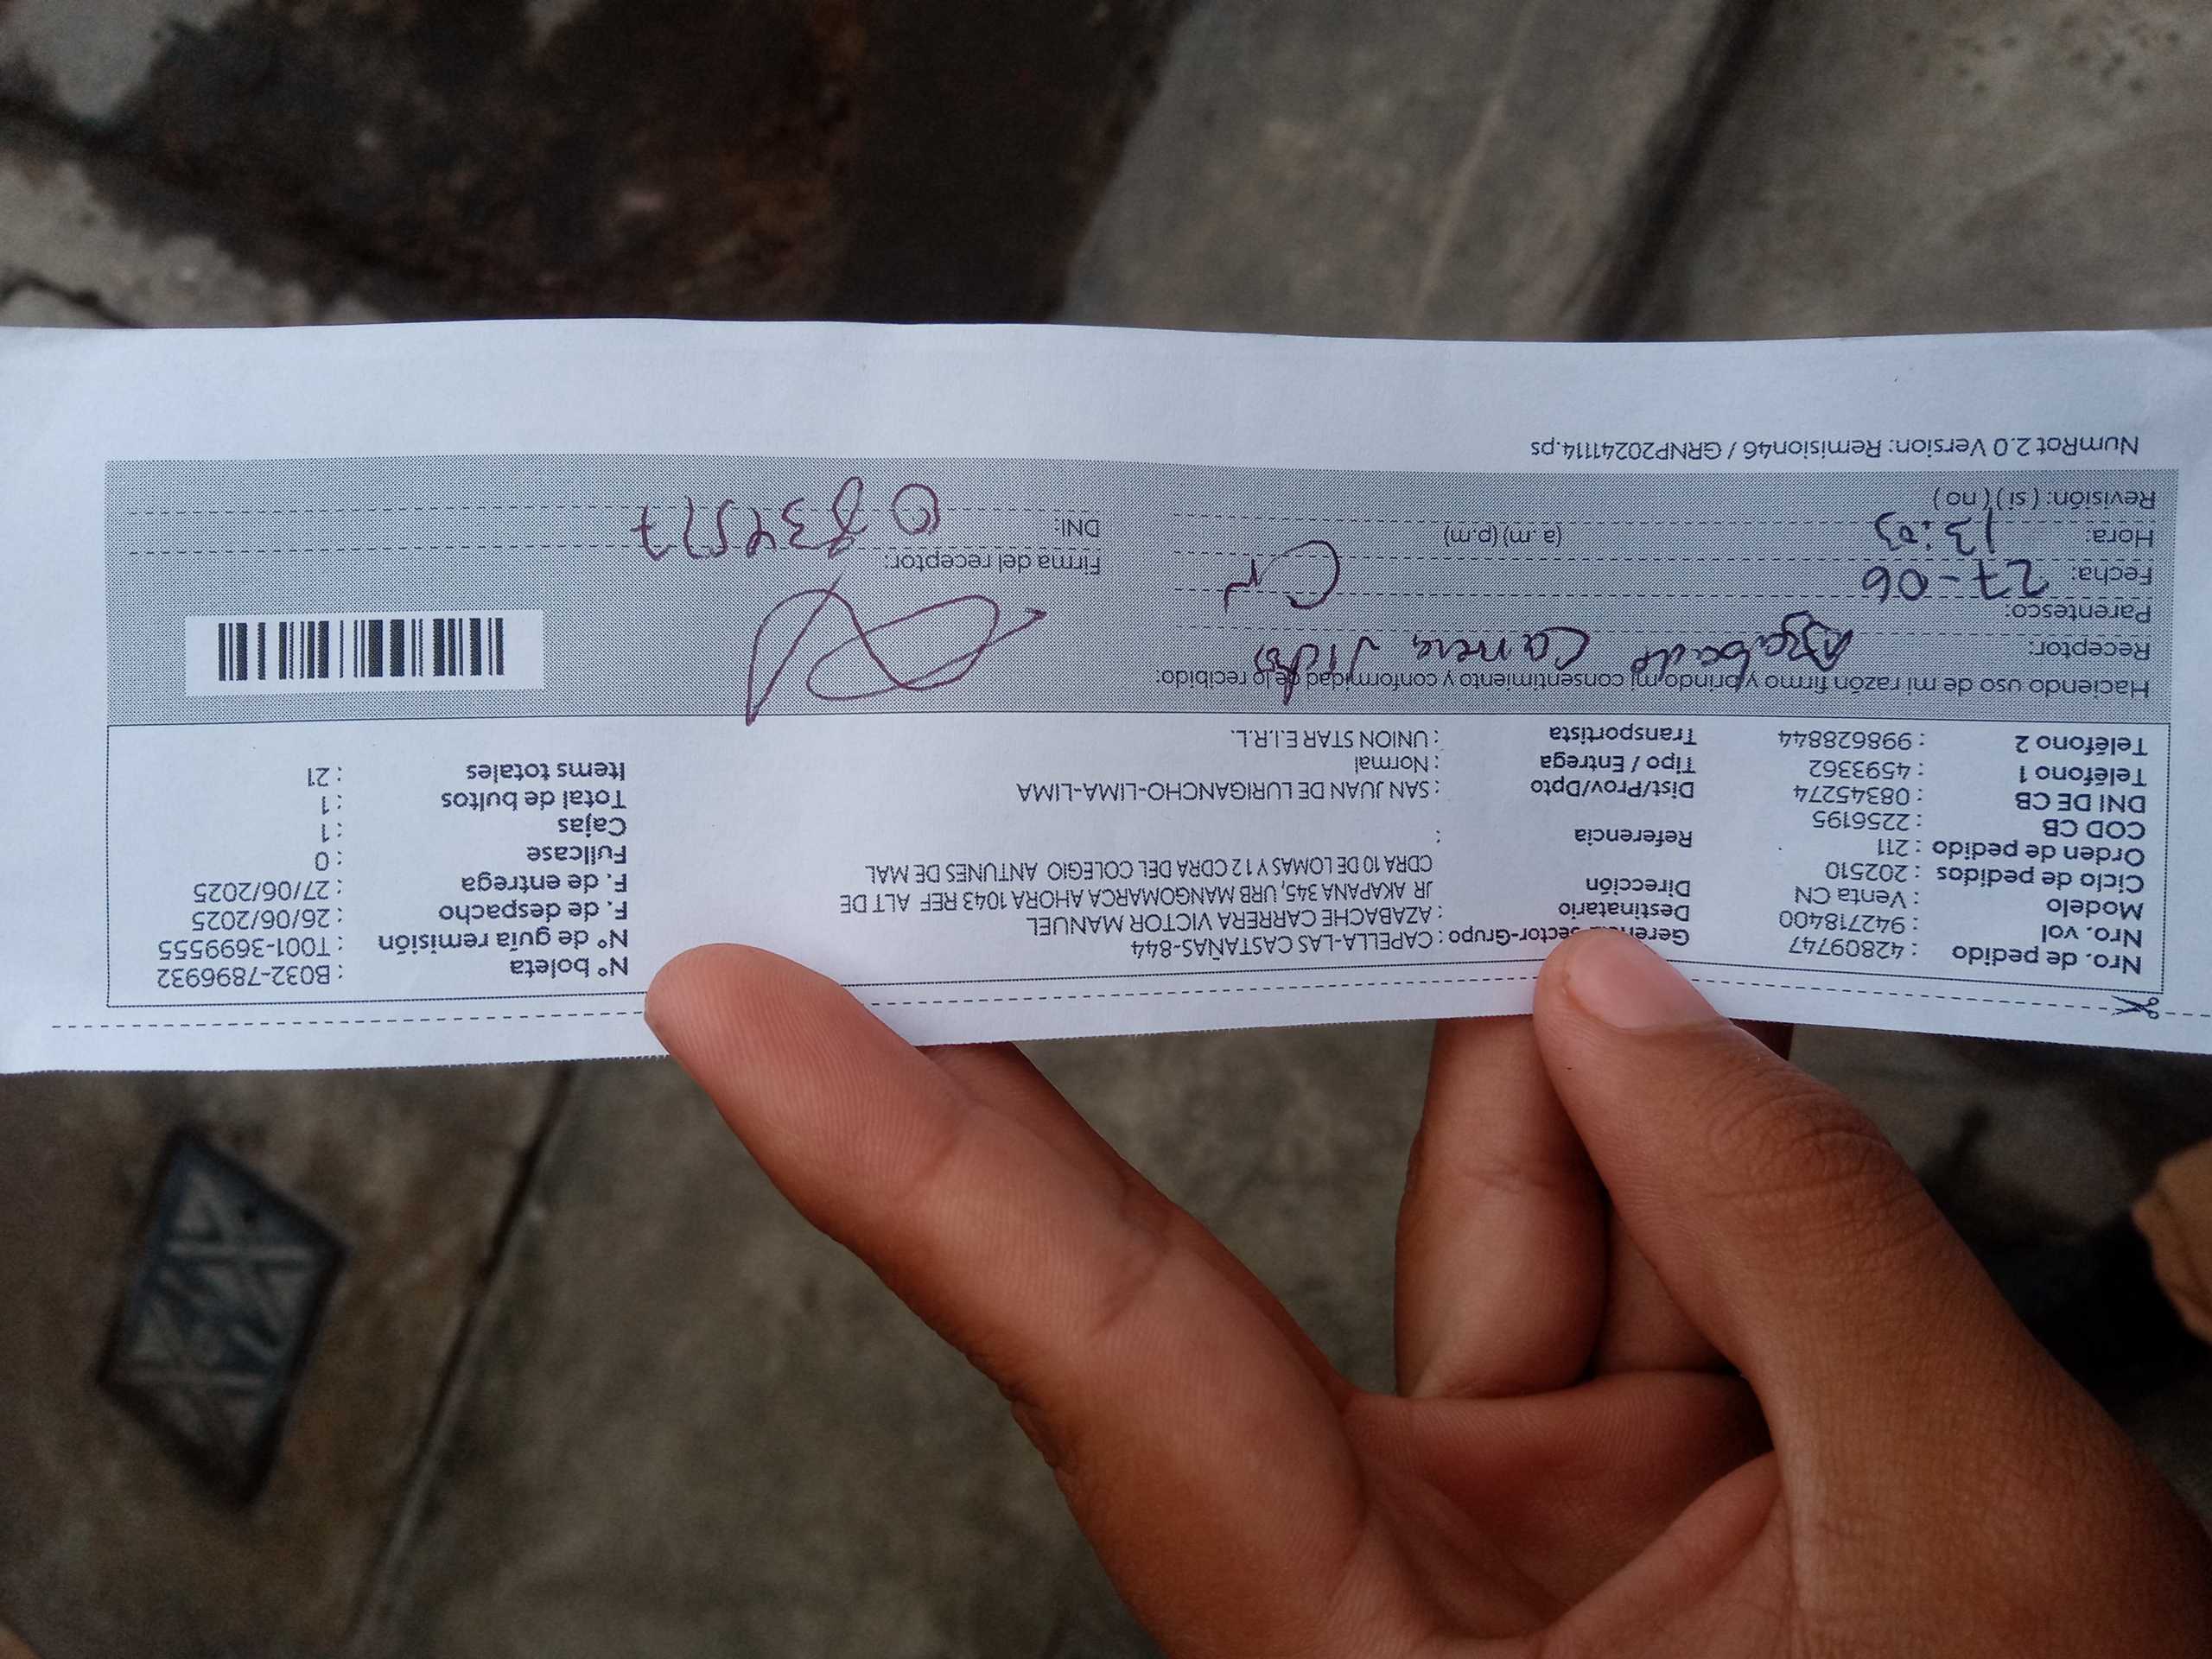 Nro. de pedido : 42809747
Nro. vol : 942718400
Modelo : Venta CN
Ciclo de pedidos : 202510
Orden de pedido : 211
COD CB : 2256195
DNI DE CB : 08345274
Teléfono 1 : 4593362
Teléfono 2 : 998628844
Sector-Grupo : CAPELLA-LAS CASTAÑAS-844
Destinatario : AZABACHE CARRERA VICTOR MANUEL
Dirección JR AKAPANA 345, URB MANGOMARCA AHORA 1043 REF ALT DE
CDRA 10 DE LOMAS Y 12 CDRA DEL COLEGIO ANTUNES DE MAL
Referencia :
Dist/Prov/Dpto : SAN JUAN DE LURIGANCHO-LIMA-LIMA
Tipo / Entrega : Normal
Transportista : UNION STAR E.I.R.L.
N° boleta : B032-7896932
N° de guía remisión : T001-3699555
F. de despacho : 26/06/2025
F. de entrega : 27/06/2025
Fullcase : 0
Cajas : 1
Total de bultos : 1
Items totales : 21
Haciendo uso de mi razón firmo y brindo mi consentimiento y conformidad de lo recibido:
Receptor:
Parentesco:
Fecha: 27-06
Hora: 13:03 (a.m) (p.m)
Revisión: ( si ) ( no )
Firma del receptor:
DNI:
NumRot 2.0 Version: Remision46 / GRNP20241114.ps